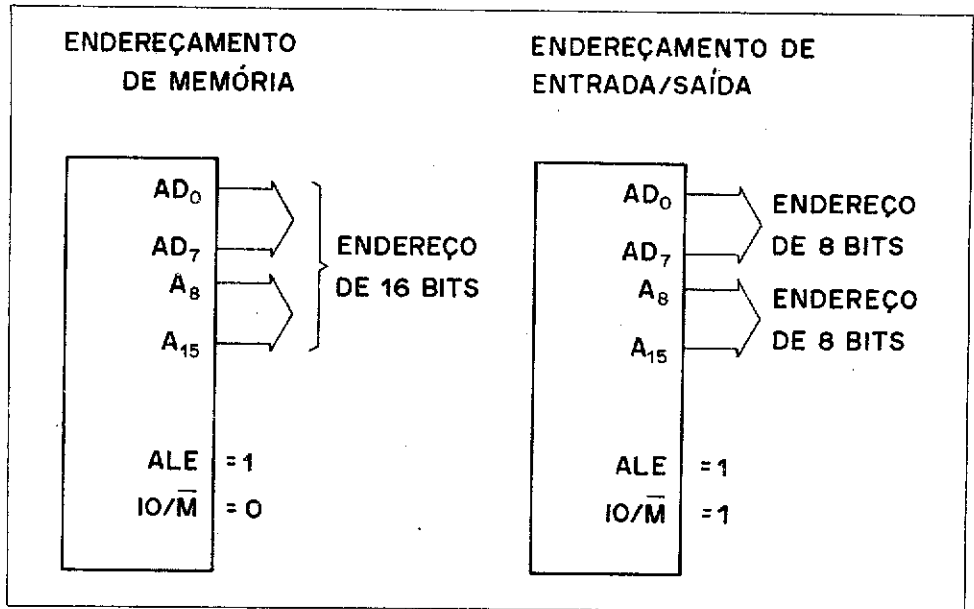 ENDEREÇAMENTO
DE MEMÓRIA
AD₀
AD₇
A₈
A₁₅
ENDEREÇO
DE 16 BITS
ALE = 1
IO/M̅ = 0
ENDEREÇAMENTO DE
ENTRADA/SAÍDA
AD₀
AD₇
A₈
A₁₅
ENDEREÇO
DE 8 BITS
ENDEREÇO
DE 8 BITS
ALE = 1
IO/M̅ = 1